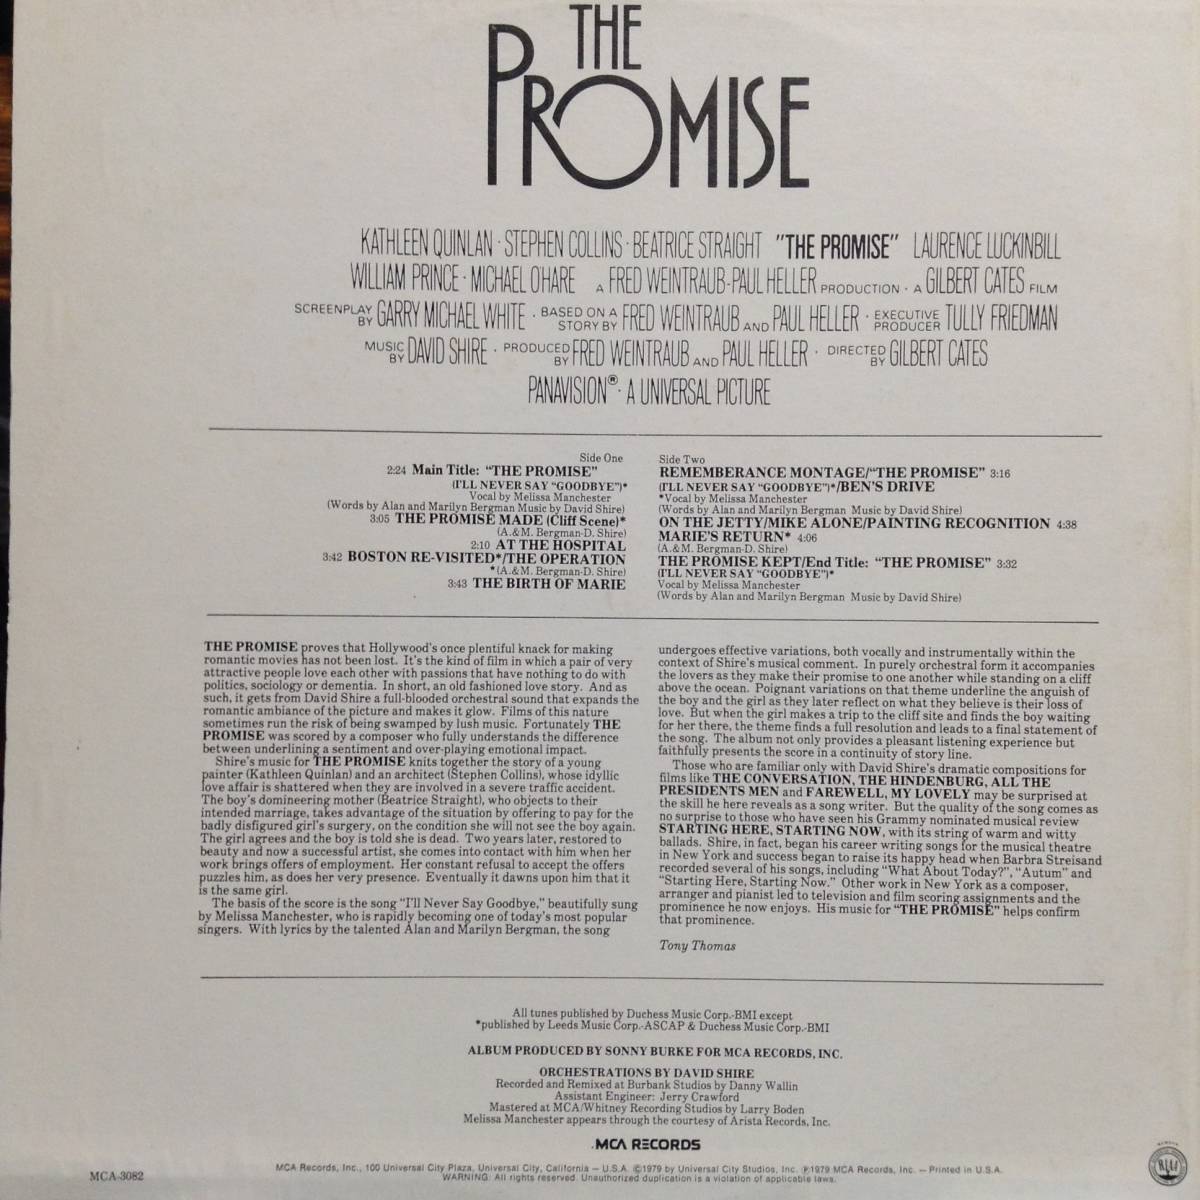 THE
PROMISE
KATHLEEN QUINLAN · STEPHEN COLLINS · BEATRICE STRAIGHT "THE PROMISE" LAURENCE LUCKINBILL
WILLIAM PRINCE · MICHAEL O'HARE A FRED WEINTRAUB-PAUL HELLER PRODUCTION · A GILBERT CATES FILM
SCREENPLAY BY GARRY MICHAEL WHITE · BASED ON A STORY BY FRED WEINTRAUB AND PAUL HELLER · EXECUTIVE PRODUCER TULLY FRIEDMAN
MUSIC BY DAVID SHIRE · PRODUCED BY FRED WEINTRAUB AND PAUL HELLER · DIRECTED BY GILBERT CATES
PANAVISION® · A UNIVERSAL PICTURE
Side One
2:24 Main Title: "THE PROMISE"
(I'LL NEVER SAY "GOODBYE")*
Vocal by Melissa Manchester
(Words by Alan and Marilyn Bergman Music by David Shire)
3:05 THE PROMISE MADE (Cliff Scene)*
(A.&M. Bergman-D. Shire)
2:10 AT THE HOSPITAL
3:42 BOSTON RE-VISITED*/THE OPERATION
*(A.&M. Bergman-D. Shire)
3:43 THE BIRTH OF MARIE
Side Two
REMEMBERANCE MONTAGE/"THE PROMISE" 3:16
(I'LL NEVER SAY "GOODBYE")*/BEN'S DRIVE
*Vocal by Melissa Manchester
(Words by Alan and Marilyn Bergman Music by David Shire)
ON THE JETTY/MIKE ALONE/PAINTING RECOGNITION 4:38
MARIE'S RETURN* 4:06
(A.&M. Bergman-D. Shire)
THE PROMISE KEPT/End Title: "THE PROMISE" 3:32
(I'LL NEVER SAY "GOODBYE")*
Vocal by Melissa Manchester
(Words by Alan and Marilyn Bergman Music by David Shire)
THE PROMISE proves that Hollywood's once plentiful knack for making
romantic movies has not been lost. It's the kind of film in which a pair of very
attractive people love each other with passions that have nothing to do with
politics, sociology or dementia. In short, an old fashioned love story. And as
such, it gets from David Shire a full-blooded orchestral sound that expands the
romantic ambiance of the picture and makes it glow. Films of this nature
sometimes run the risk of being swamped by lush music. Fortunately THE
PROMISE was scored by a composer who fully understands the difference
between underlining a sentiment and over-playing emotional impact.
Shire's music for THE PROMISE knits together the story of a young
painter (Kathleen Quinlan) and an architect (Stephen Collins), whose idyllic
love affair is shattered when they are involved in a severe traffic accident.
The boy's domineering mother (Beatrice Straight), who objects to their
intended marriage, takes advantage of the situation by offering to pay for the
badly disfigured girl's surgery, on the condition she will not see the boy again.
The girl agrees and the boy is told she is dead. Two years later, restored to
beauty and now a successful artist, she comes into contact with him when her
work brings offers of employment. Her constant refusal to accept the offers
puzzles him, as does her very presence. Eventually it dawns upon him that it
is the same girl.
The basis of the score is the song "I'll Never Say Goodbye," beautifully sung
by Melissa Manchester, who is rapidly becoming one of today's most popular
singers. With lyrics by the talented Alan and Marilyn Bergman, the song
undergoes effective variations, both vocally and instrumentally within the
context of Shire's musical comment. In purely orchestral form it accompanies
the lovers as they make their promise to one another while standing on a cliff
above the ocean. Poignant variations on that theme underline the anguish of
the boy and the girl as they later reflect on what they believe is their loss of
love. But when the girl makes a trip to the cliff site and finds the boy waiting
for her there, the theme finds a full resolution and leads to a final statement of
the song. The album not only provides a pleasant listening experience but
faithfully presents the score in a continuity of story line.
Those who are familiar only with David Shire's dramatic compositions for
films like THE CONVERSATION, THE HINDENBURG, ALL THE
PRESIDENTS MEN and FAREWELL, MY LOVELY may be surprised at
the skill he here reveals as a song writer. But the quality of the song comes as
no surprise to those who have seen his Grammy nominated musical review
STARTING HERE, STARTING NOW, with its string of warm and witty
ballads. Shire, in fact, began his career writing songs for the musical theatre
in New York and success began to raise its happy head when Barbra Streisand
recorded several of his songs, including "What About Today?", "Autum" and
"Starting Here, Starting Now." Other work in New York as a composer,
arranger and pianist led to television and film scoring assignments and the
prominence he now enjoys. His music for "THE PROMISE" helps confirm
that prominence.
Tony Thomas
All tunes published by Duchess Music Corp.-BMI except
*published by Leeds Music Corp.-ASCAP & Duchess Music Corp.-BMI
ALBUM PRODUCED BY SONNY BURKE FOR MCA RECORDS, INC.
ORCHESTRATIONS BY DAVID SHIRE
Recorded and Remixed at Burbank Studios by Danny Wallin
Assistant Engineer: Jerry Crawford
Mastered at MCA/Whitney Recording Studios by Larry Boden
Melissa Manchester appears through the courtesy of Arista Records, Inc.
MCA RECORDS
MCA-3082
MCA Records, Inc., 100 Universal City Plaza, Universal City, California – U.S.A. ©1979 by Universal City Studios, Inc. ℗1979 MCA Records, Inc. – Printed in U.S.A.
WARNING: All rights reserved. Unauthorized duplication is a violation of applicable laws.